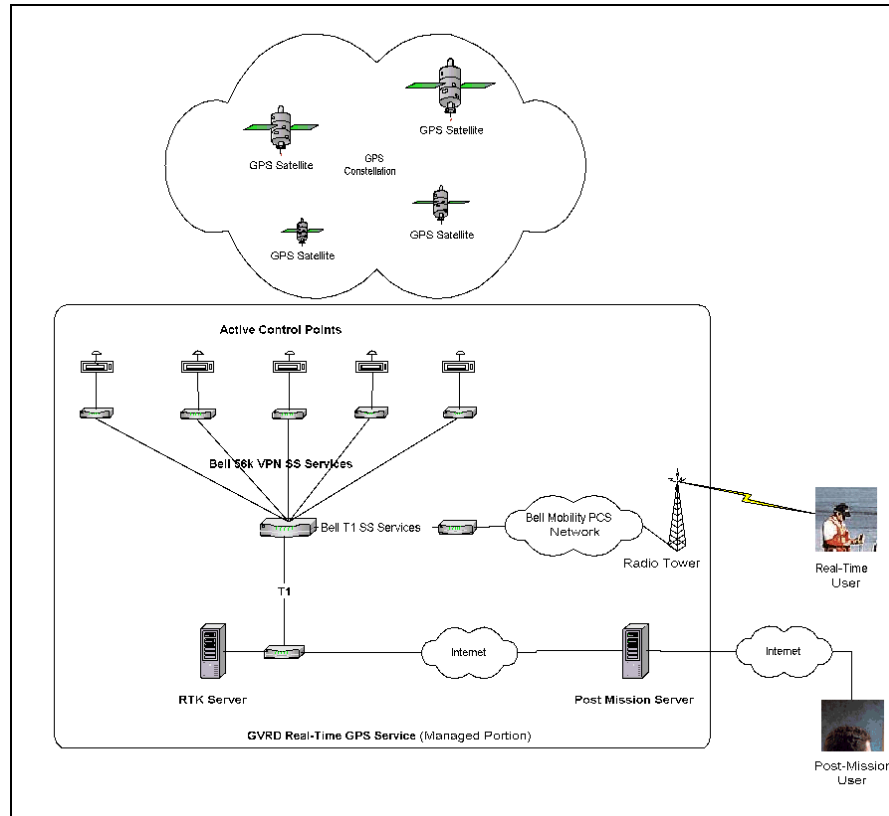 GPS Satellite
GPS Satellite
GPS
Constellation
GPS Satellite
GPS Satellite
Active Control Points
Bell 56k VPN SS Services
Bell T1 SS Services
Bell Mobility PCS
Network
Radio Tower
Real-Time
User
T1
Internet
Internet
RTK Server
Post Mission Server
GVRD Real-Time GPS Service (Managed Portion)
Post-Mission
User